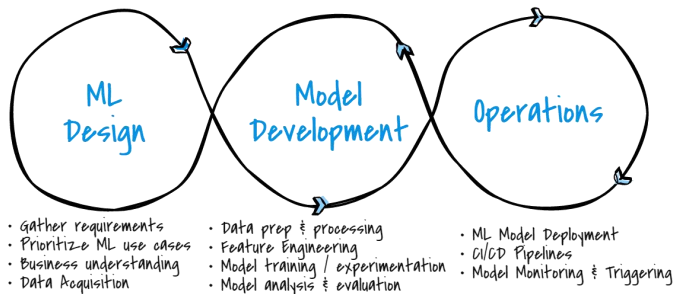 ML
Design
Model
Development
Operations
• Gather requirements
• Prioritize ML use cases
• Business understanding
• Data Acquisition
• Data prep & processing
• Feature Engineering
• Model training / experimentation
• Model analysis & evaluation
• ML Model Deployment
• CI/CD Pipelines
• Model Monitoring & Triggering